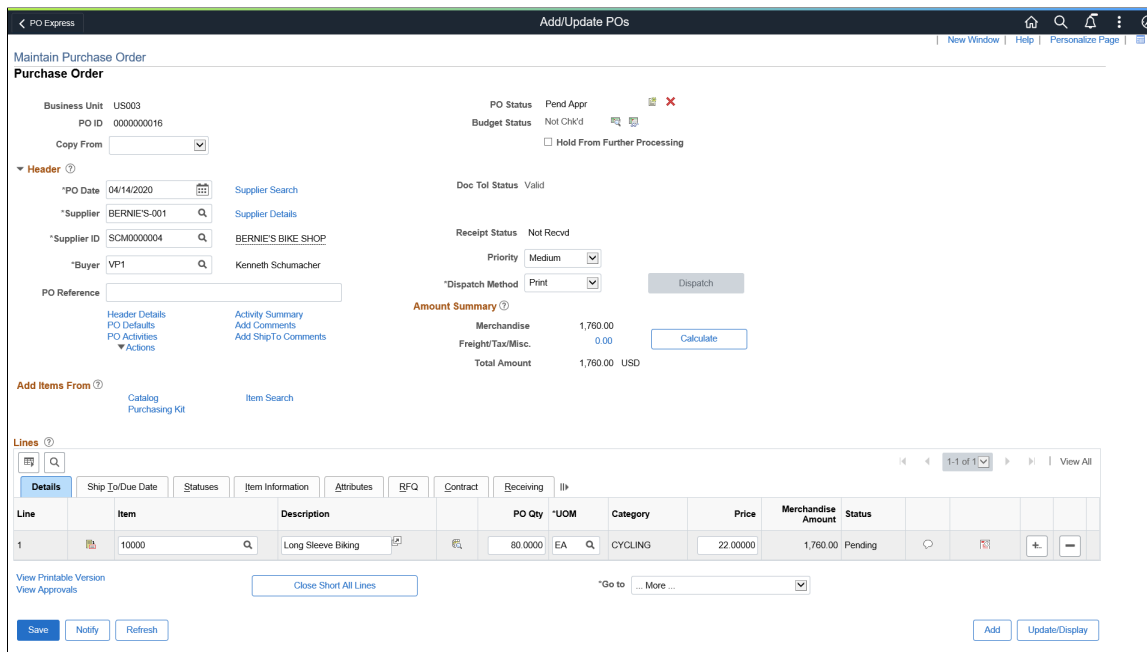 PO Express
Add/Update POs
New Window | Help | Personalize Page |
Maintain Purchase Order
Purchase Order
Business Unit US003
PO Status Pend Appr
PO ID 0000000016
Budget Status Not Chk'd
Copy From
Hold From Further Processing
Header
*PO Date 04/14/2020 Supplier Search
Doc Tol Status Valid
*Supplier BERNIE'S-001 Supplier Details
*Supplier ID SCM0000004 BERNIE'S BIKE SHOP
Receipt Status Not Recvd
*Buyer VP1 Kenneth Schumacher
Priority Medium
*Dispatch Method Print Dispatch
PO Reference
Header Details Activity Summary
PO Defaults Add Comments
PO Activities Add ShipTo Comments
Actions
Amount Summary
Merchandise 1,760.00
Freight/Tax/Misc. 0.00 Calculate
Total Amount 1,760.00 USD
Add Items From
Catalog Item Search
Purchasing Kit
Lines
1-1 of 1 | View All
Details Ship To/Due Date Statuses Item Information Attributes RFQ Contract Receiving
Line Item Description PO Qty *UOM Category Price Merchandise Amount Status
1 10000 Long Sleeve Biking 80.0000 EA CYCLING 22.00000 1,760.00 Pending
View Printable Version
View Approvals
Close Short All Lines
*Go to ... More ...
Save Notify Refresh Add Update/Display